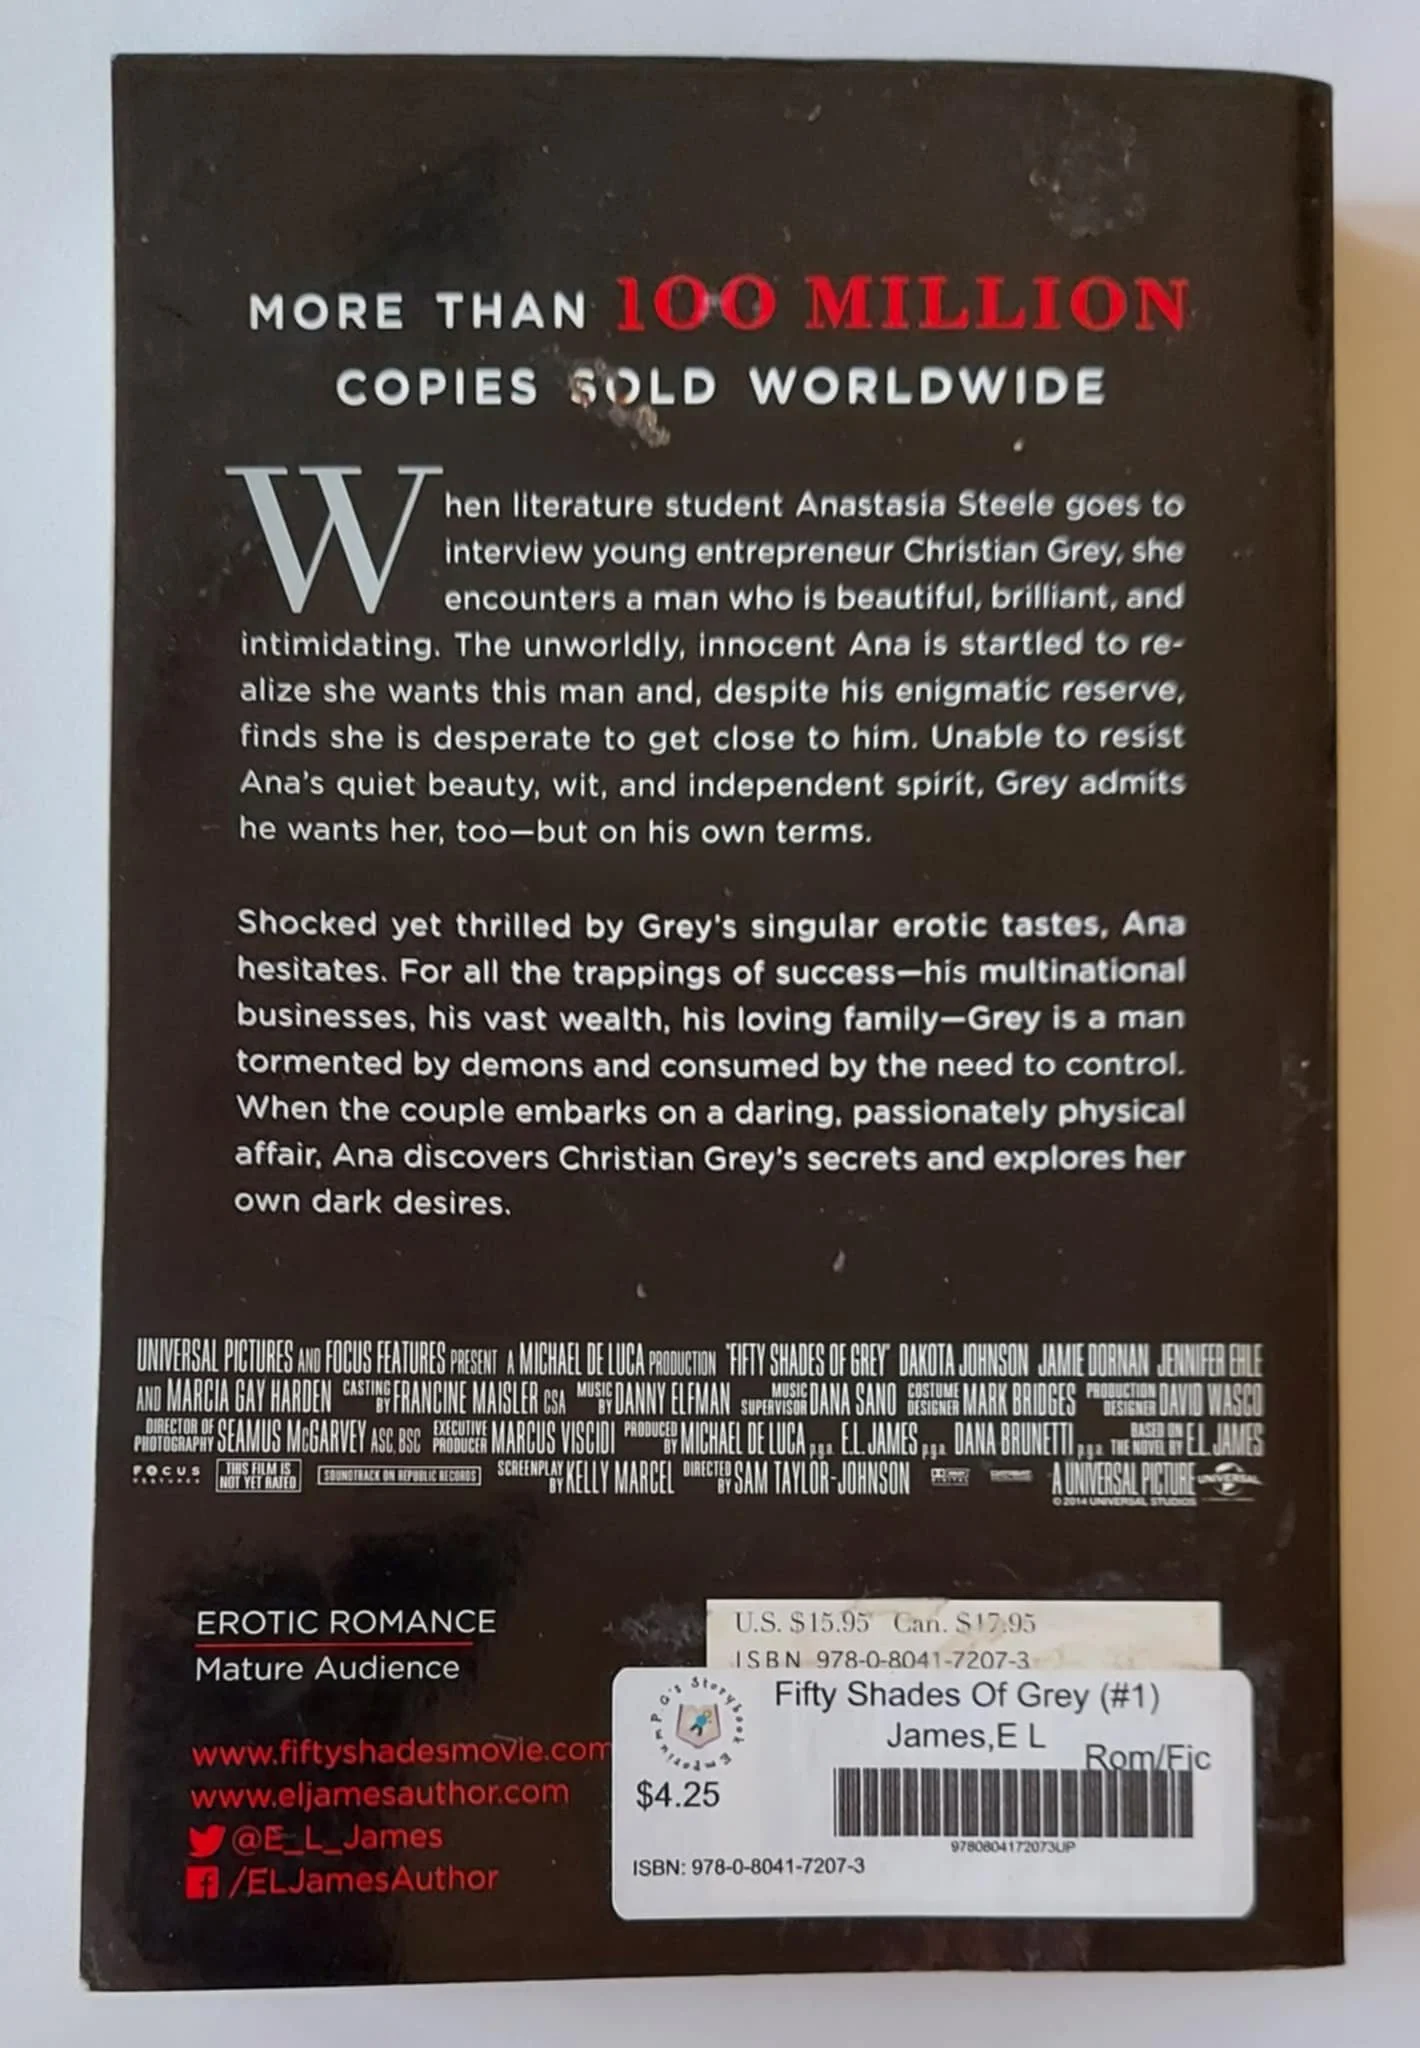 MORE THAN 100 MILLION
COPIES SOLD WORLDWIDE
When literature student Anastasia Steele goes to
interview young entrepreneur Christian Grey, she
encounters a man who is beautiful, brilliant, and
intimidating. The unworldly, innocent Ana is startled to re-
alize she wants this man and, despite his enigmatic reserve,
finds she is desperate to get close to him. Unable to resist
Ana's quiet beauty, wit, and independent spirit, Grey admits
he wants her, too—but on his own terms.
Shocked yet thrilled by Grey's singular erotic tastes, Ana
hesitates. For all the trappings of success—his multinational
businesses, his vast wealth, his loving family—Grey is a man
tormented by demons and consumed by the need to control.
When the couple embarks on a daring, passionately physical
affair, Ana discovers Christian Grey's secrets and explores her
own dark desires.
UNIVERSAL PICTURES AND FOCUS FEATURES PRESENT A MICHAEL DE LUCA PRODUCTION "FIFTY SHADES OF GREY" DAKOTA JOHNSON JAMIE DORNAN JENNIFER EHLE
AND MARCIA GAY HARDEN CASTING BY FRANCINE MAISLER CSA MUSIC BY DANNY ELFMAN MUSIC SUPERVISOR DANA SANO COSTUME DESIGNER MARK BRIDGES PRODUCTION DESIGNER DAVID WASCO
DIRECTOR OF PHOTOGRAPHY SEAMUS McGARVEY ASC, BSC EXECUTIVE PRODUCER MARCUS VISCIDI PRODUCED BY MICHAEL DE LUCA p.g.a. E.L. JAMES p.g.a. DANA BRUNETTI p.g.a. BASED ON THE NOVEL BY E.L. JAMES
FOCUS FEATURES THIS FILM IS NOT YET RATED SOUNDTRACK ON REPUBLIC RECORDS SCREENPLAY BY KELLY MARCEL DIRECTED BY SAM TAYLOR-JOHNSON A UNIVERSAL PICTURE UNIVERSAL
© 2014 UNIVERSAL STUDIOS
EROTIC ROMANCE
Mature Audience
www.fiftyshadesmovie.com
www.eljamesauthor.com
@E_L_James
/ELJamesAuthor
U.S. $15.95 Can. $17.95
ISBN 978-0-8041-7207-3
P.G's Storybook Emporium
Fifty Shades Of Grey (#1)
James,E L
Rom/Fic
$4.25
9780804172073UP
ISBN: 978-0-8041-7207-3